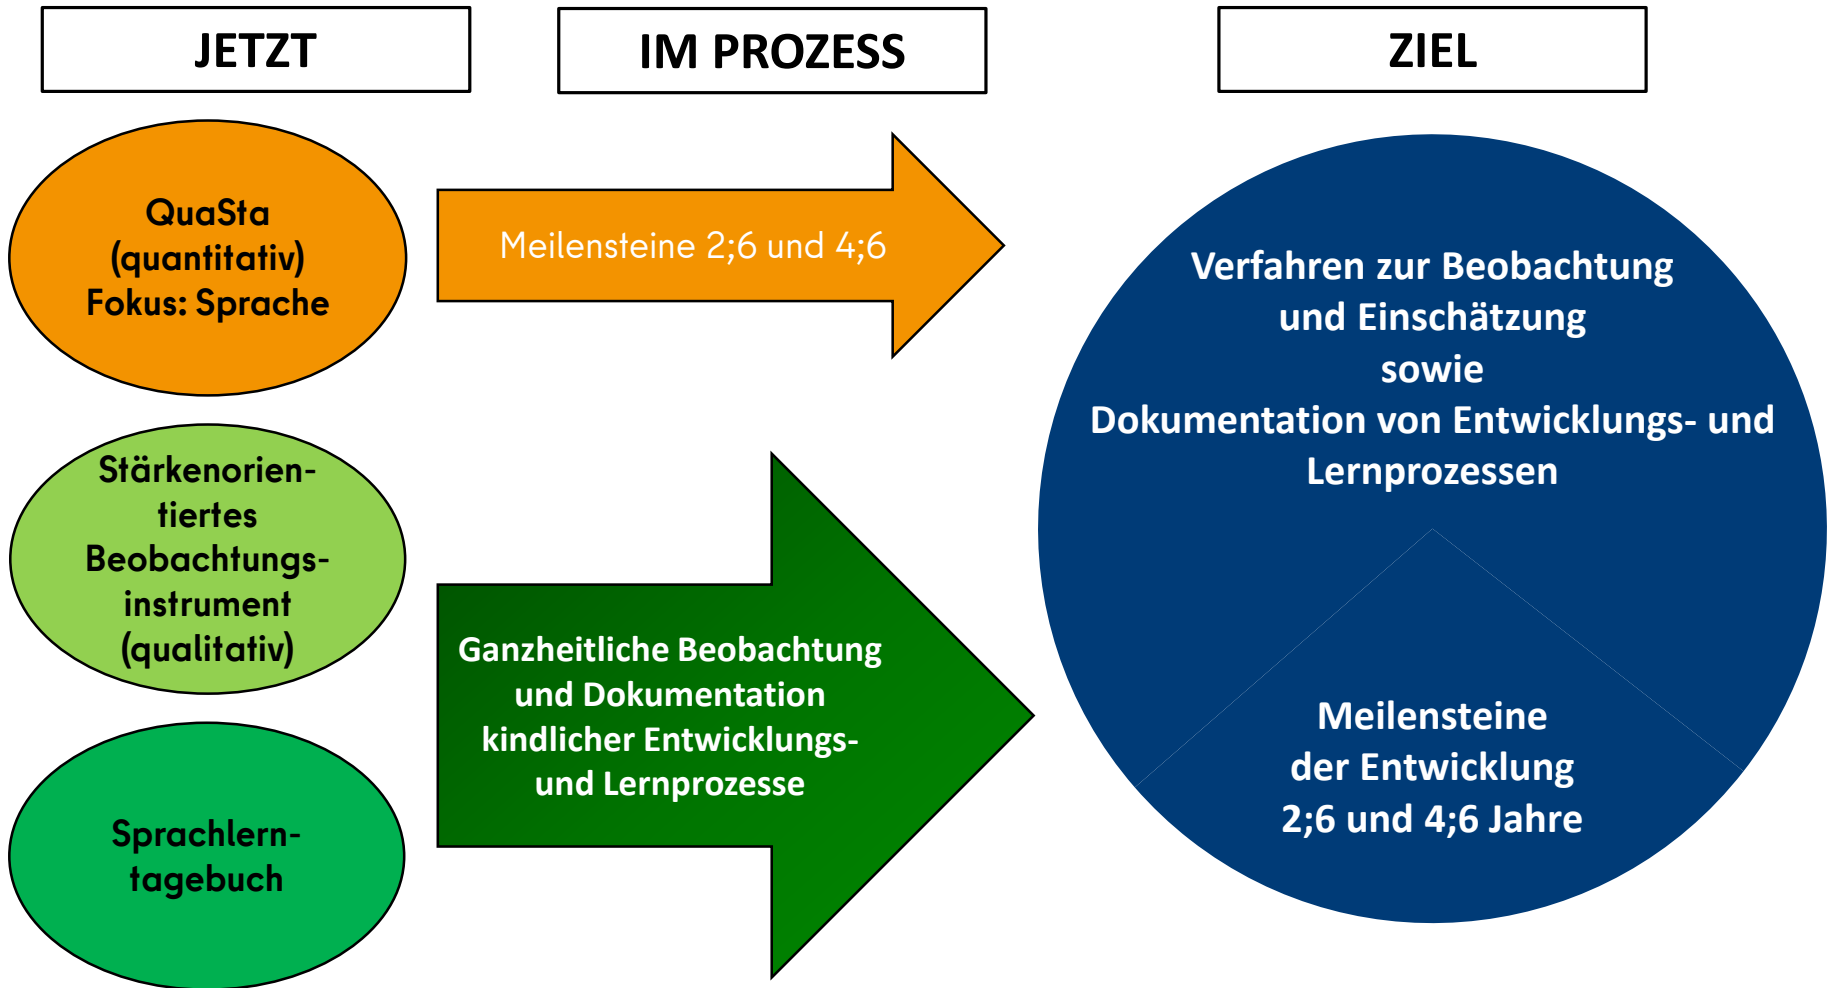 JETZT
IM PROZESS
ZIEL
QuaSta
(quantitativ)
Fokus: Sprache
Meilensteine 2;6 und 4;6
Verfahren zur Beobachtung
und Einschätzung
sowie
Dokumentation von Entwicklungs- und
Lernprozessen
Stärkenorien-
tiertes
Beobachtungs-
instrument
(qualitativ)
Ganzheitliche Beobachtung
und Dokumentation
kindlicher Entwicklungs-
und Lernprozesse
Meilensteine
der Entwicklung
2;6 und 4;6 Jahre
Sprachlern-
tagebuch